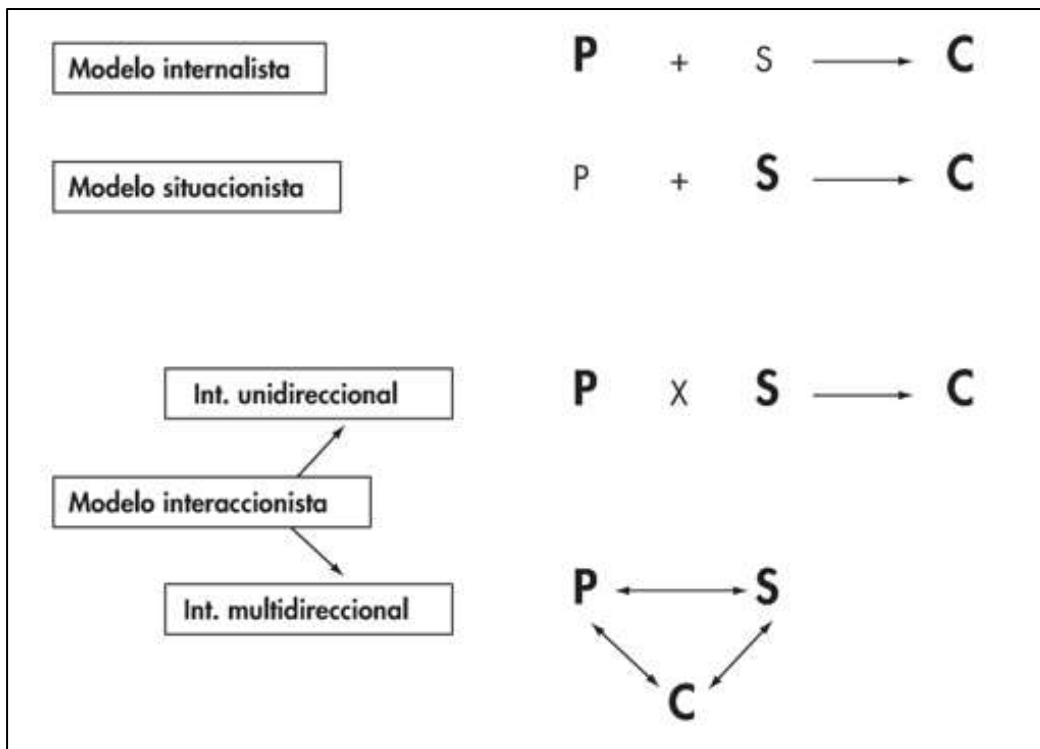 Modelo internalista
P + S C
Modelo situacionista
P + S C
Int. unidireccional
P X S C
Modelo interaccionista
P S
Int. multidireccional
C